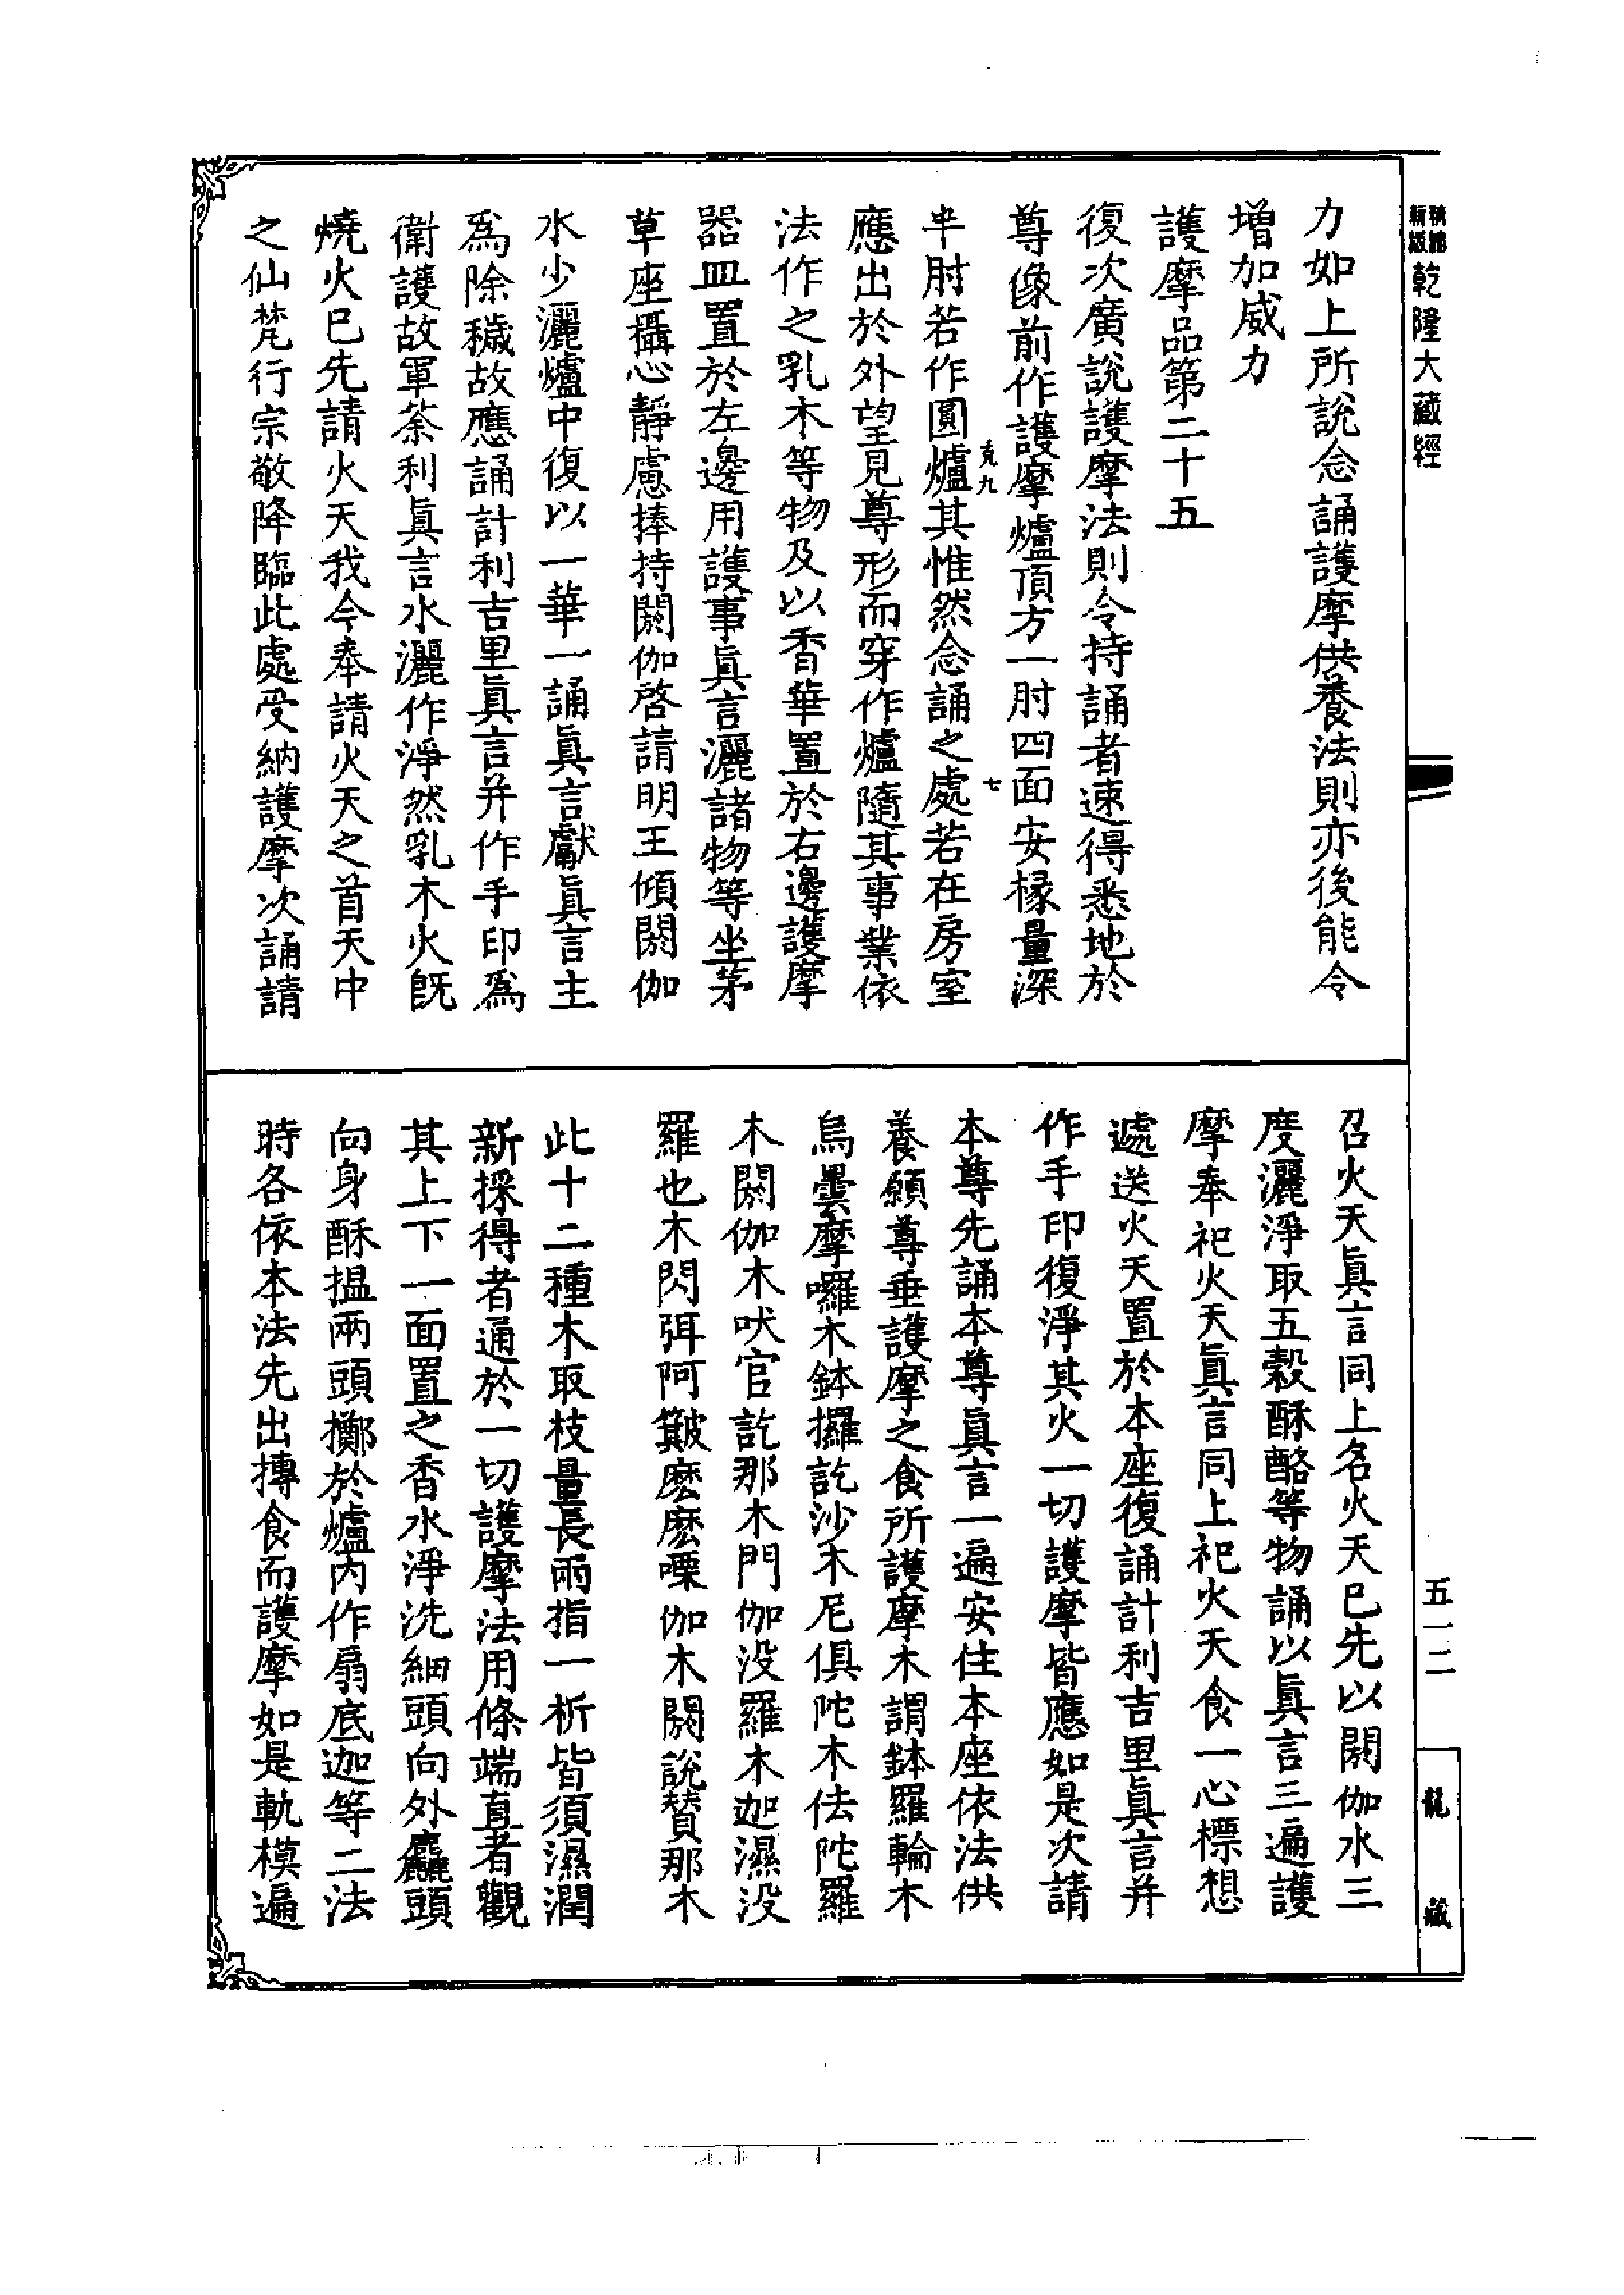 新編
縮版
乾隆大藏經
力如上所說念誦護摩供養法則亦後能令
增加威力
護摩品第二十五
復次廣說護摩法則令持誦者速得悉地於
尊像前作護摩爐頂方一肘四面安椽量深
半肘若作圓爐其惟然念誦之處若在房室
應出於外望見尊形而穿作爐隨其事業依
法作之乳木等物及以香華置於右邊護摩
器皿置於左邊用護事眞言灑諸物等坐茅
草座攝心靜慮捧持閼伽啓請明王傾閼伽
水少灑爐中復以一華一誦眞言獻眞言主
爲除穢故應誦計利吉里眞言并作手印爲
衛護故軍荼利眞言水灑作淨然乳木火旣
燒火已先請火天我今奉請火天之首天中
之仙梵行宗敬降臨此處受納護摩次誦請
克九
七
召火天眞言同上名火天已先以閼伽水三
度灑淨取五穀酥酪等物誦以眞言三遍護
摩奉祀火天眞言同上祀火天食一心標想
遞送火天置於本座復誦計利吉里眞言并
作手印復淨其火一切護摩皆應如是次請
本尊先誦本尊眞言一遍安住本座依法供
養願尊垂護摩之食所護摩木謂鉢羅輪木
烏曇摩囉木鉢攞訖沙木尼俱陀木佉陀羅
木閼伽木吠官訖那木門伽没羅木迦濕没
羅也木閃弭阿簸麼麽㗚伽木閼說賛那木
此十二種木取枝量長兩指一析皆須濕潤
新採得者通於一切護摩法用條端直者觀
其上下一面置之香水淨洗細頭向外麤頭
向身酥搵兩頭擲於爐內作扇底迦等二法
時各依本法先出摶食而護摩如是軌模遍
五一二
龍藏